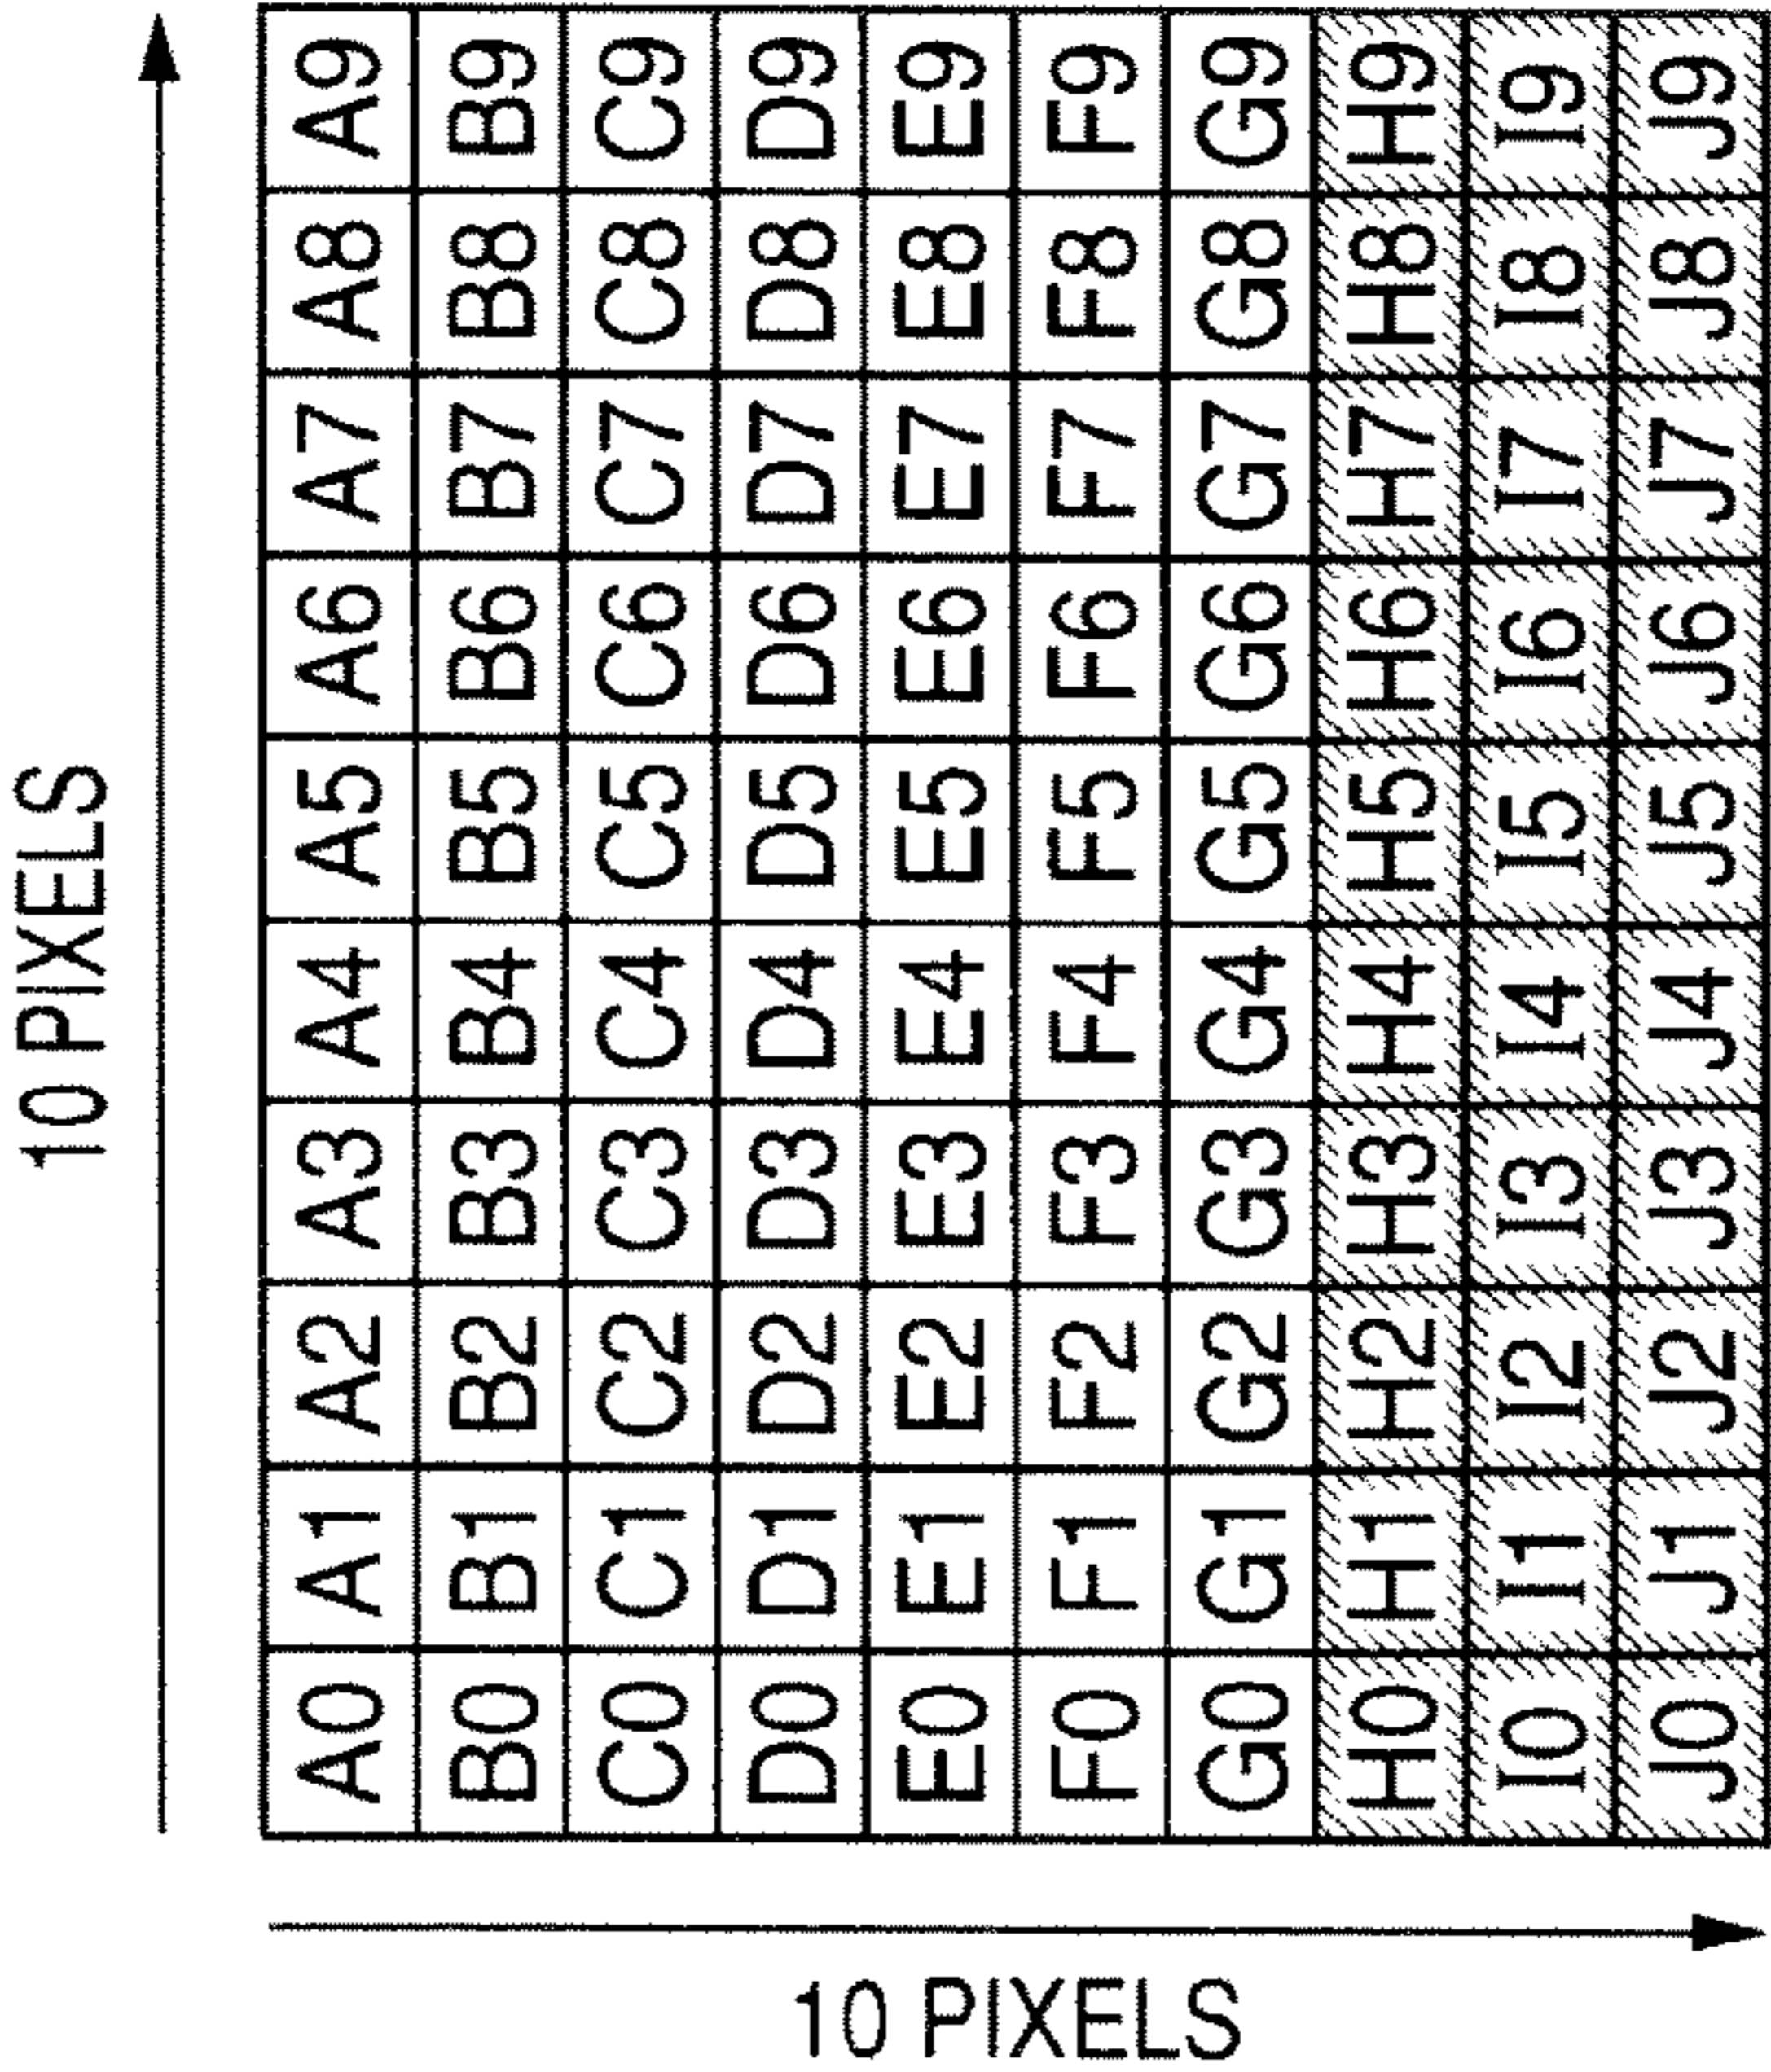 10 PIXELS
A0 A1 A2 A3 A4 A5 A6 A7 A8 A9
B0 B1 B2 B3 B4 B5 B6 B7 B8 B9
C0 C1 C2 C3 C4 C5 C6 C7 C8 C9
D0 D1 D2 D3 D4 D5 D6 D7 D8 D9
E0 E1 E2 E3 E4 E5 E6 E7 E8 E9
F0 F1 F2 F3 F4 F5 F6 F7 F8 F9
G0 G1 G2 G3 G4 G5 G6 G7 G8 G9
H0 H1 H2 H3 H4 H5 H6 H7 H8 H9
I0 I1 I2 I3 I4 I5 I6 I7 I8 I9
J0 J1 J2 J3 J4 J5 J6 J7 J8 J9
10 PIXELS